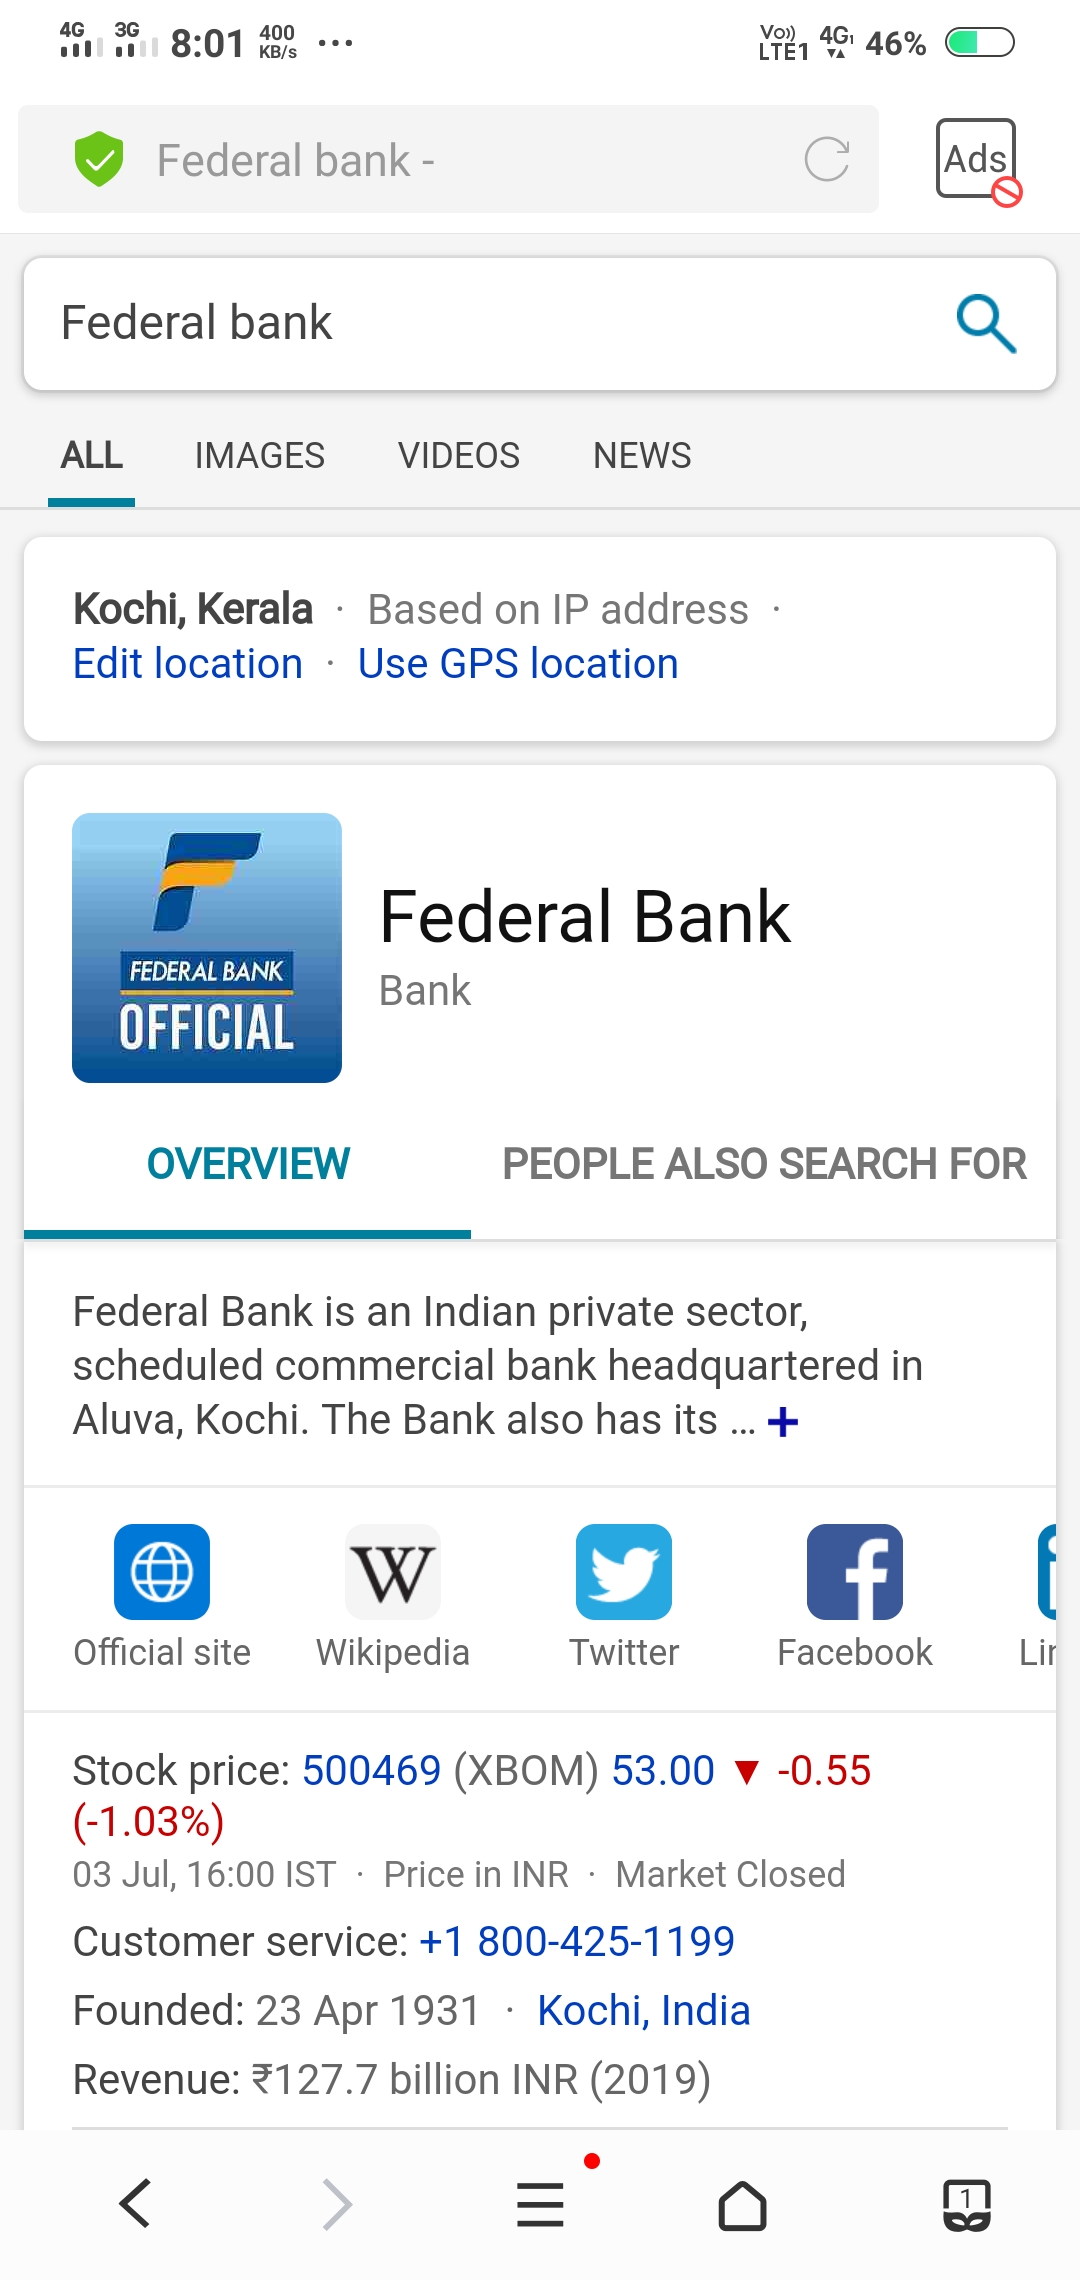 4G 3G 8:01 400 KB/s ... Vo)) LTE1 4G1 46%
Federal bank - Ads
Federal bank
ALL IMAGES VIDEOS NEWS
Kochi, Kerala · Based on IP address ·
Edit location · Use GPS location
FEDERAL BANK
OFFICIAL
Federal Bank
Bank
OVERVIEW PEOPLE ALSO SEARCH FOR
Federal Bank is an Indian private sector,
scheduled commercial bank headquartered in
Aluva, Kochi. The Bank also has its ... +
W
Official site Wikipedia Twitter Facebook
Stock price: 500469 (XBOM) 53.00 ▼ -0.55
(-1.03%)
03 Jul, 16:00 IST · Price in INR · Market Closed
Customer service: +1 800-425-1199
Founded: 23 Apr 1931 · Kochi, India
Revenue: ₹127.7 billion INR (2019)
1